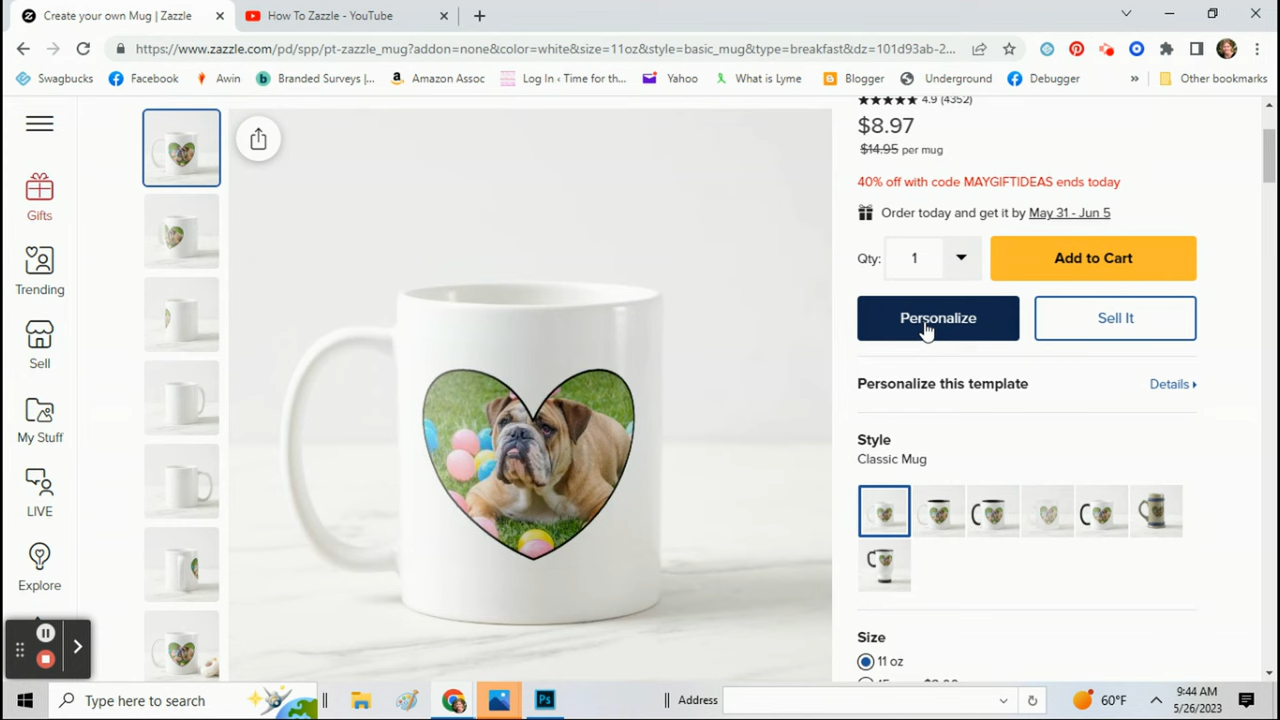 Create your own Mug | Zazzle
How To Zazzle - YouTube
https://www.zazzle.com/pd/spp/pt-zazzle_mug?addon=none&color=white&size=11oz&style=basic_mug&type=breakfast&dz=101d93ab-2...
Swagbucks
Facebook
Awin
Branded Surveys |...
Amazon Assoc
Log In ‹ Time for th...
Yahoo
What is Lyme
Blogger
Underground
Debugger
»
Other bookmarks
Gifts
Trending
Sell
My Stuff
LIVE
Explore
4.9 (4352)
$8.97
$14.95 per mug
40% off with code MAYGIFTIDEAS ends today
Order today and get it by May 31 - Jun 5
Qty: 1
Add to Cart
Personalize
Sell It
Personalize this template
Details
Style
Classic Mug
Size
11 oz
Type here to search
Address
60°F
9:44 AM
5/26/2023